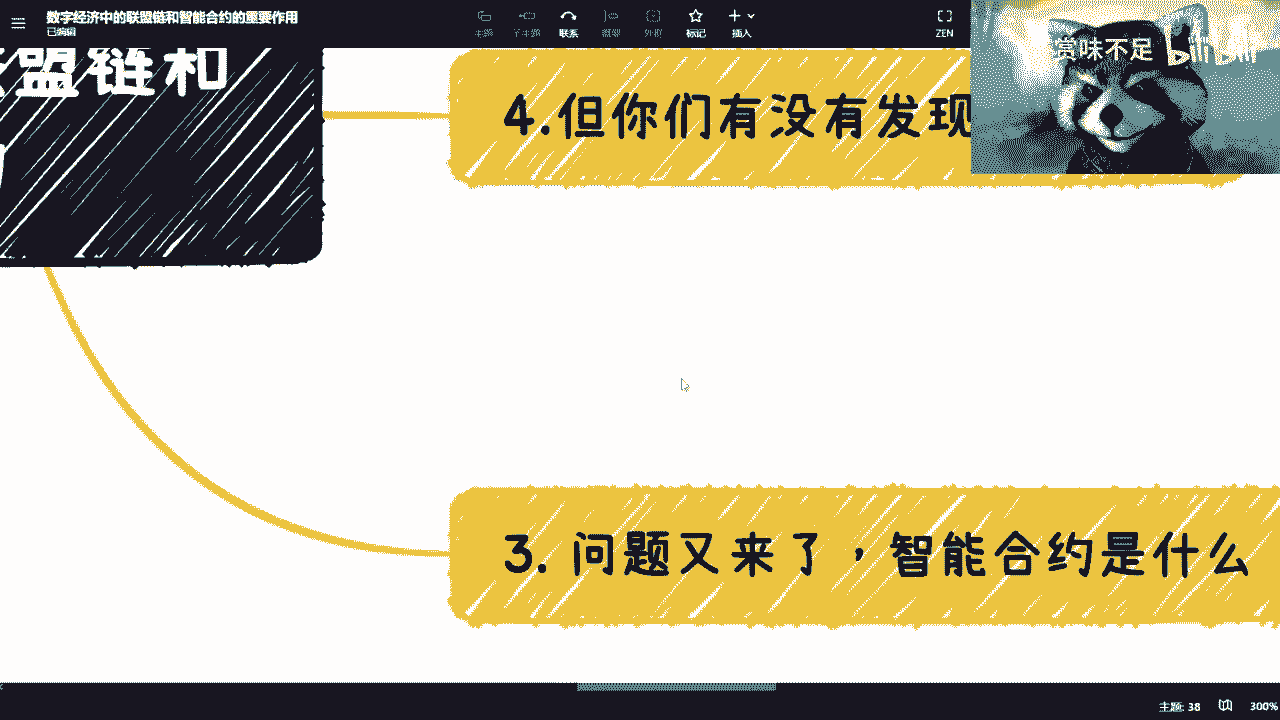 数字经济中的联盟链和智能合约的重要作用
已编辑
主题
子主题
联系
概要
外框
标记
插入
ZEN
赏味不足
bilibili
盟链和
4.但你们有没有发现
3. 问题又来了，智能合约是什么
主题: 38
300%